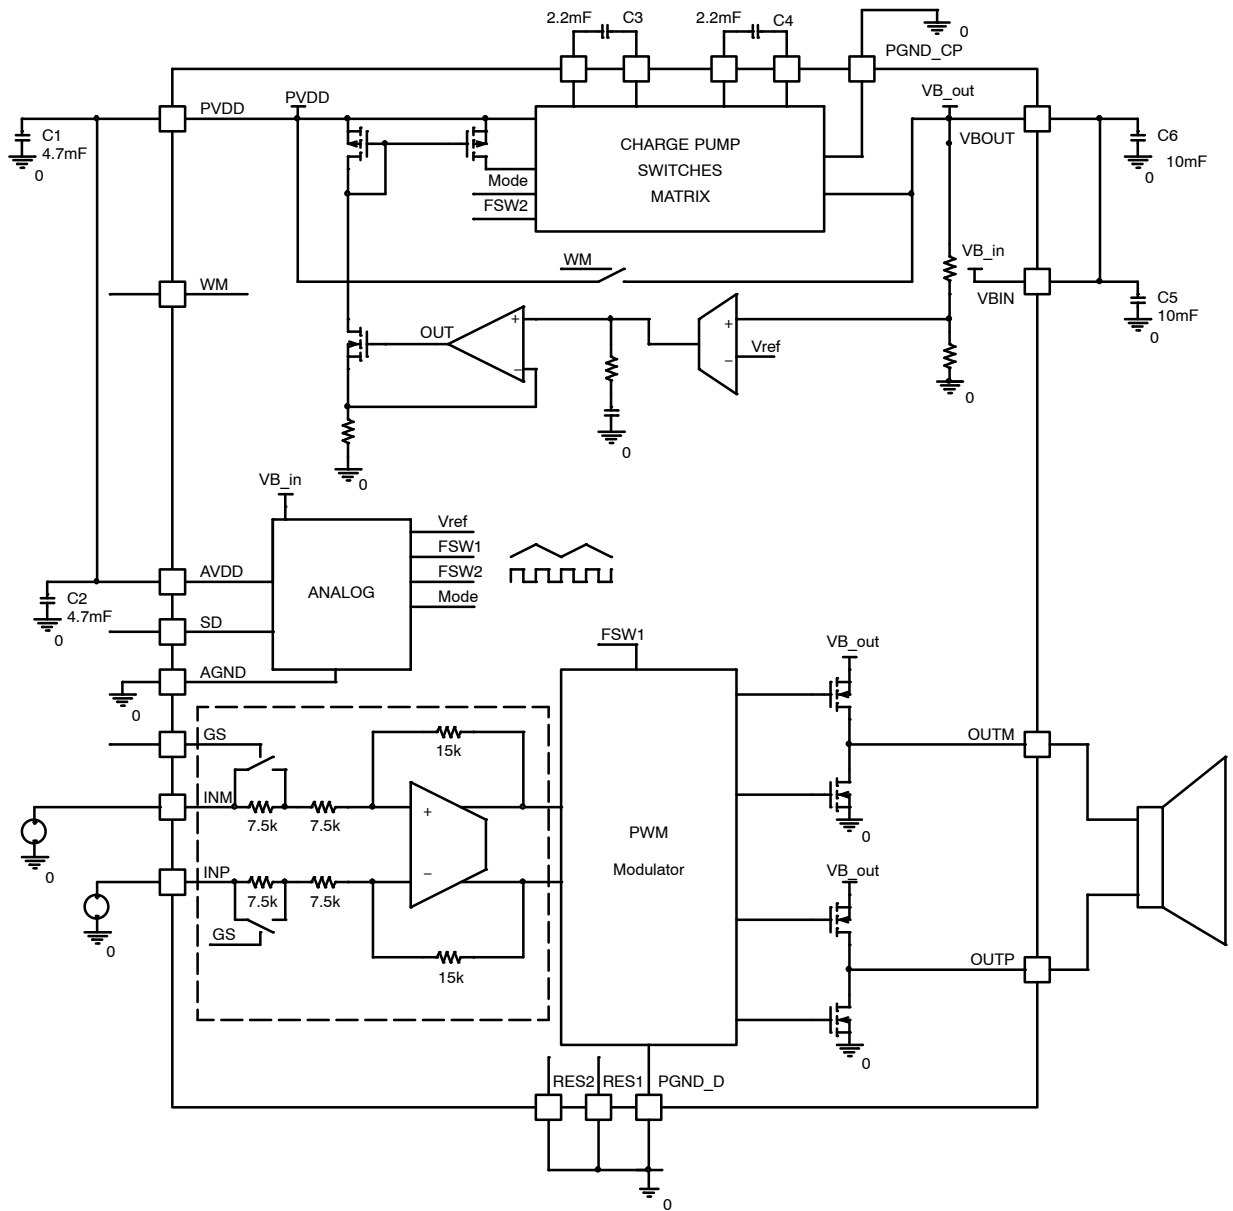 2.2mF C3 2.2mF C4
0
PGND_CP
PVDD PVDD VB_out
C1
4.7mF
0
CHARGE PUMP
SWITCHES
MATRIX
VBOUT
C6
10mF
0
Mode
FSW2
WM
WM
VB_in
VBIN
C5
10mF
0
OUT
+
−
+
−
Vref
0
0
0
VB_in
Vref
FSW1
FSW2
Mode
ANALOG
AVDD
C2
4.7mF
0
SD
AGND
0
FSW1
VB_out
GS
15k
OUTM
INM
7.5k 7.5k
+
−
0
PWM
Modulator
0
INP
7.5k 7.5k
0
GS
15k
VB_out
OUTP
0
RES2 RES1 PGND_D
0